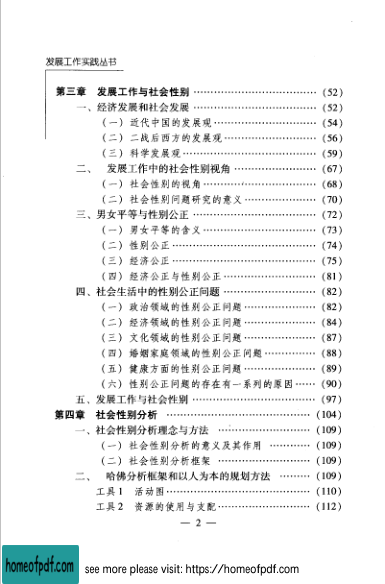 发展工作实践丛书
第三章 发展工作与社会性别 …………………………… (52)
一、经济发展和社会发展 …………………………… (52)
(一) 近代中国的发展观 …………………………… (54)
(二) 二战后西方的发展观 …………………………… (56)
(三) 科学发展观 …………………………… (59)
二、 发展工作中的社会性别视角 …………………… (67)
(一) 社会性别的视角 …………………………… (68)
(二) 社会性别问题研究的意义 …………………… (70)
三、男女平等与性别公正 …………………………… (72)
(一) 男女平等的含义 …………………………… (73)
(二) 性别公正 …………………………… (74)
(三) 经济公正 …………………………… (75)
(四) 经济公正与性别公正 …………………………… (81)
四、社会生活中的性别公正问题 …………………… (82)
(一) 政治领域的性别公正问题 …………………… (82)
(二) 经济领域的性别公正问题 …………………… (84)
(三) 文化领域的性别公正问题 …………………… (87)
(四) 婚姻家庭领域的性别公正问题 ……………… (88)
(五) 健康方面的性别公正问题 …………………… (89)
(六) 性别公正问题的存在有一系列的原因 …… (90)
五、发展工作与社会性别 …………………………… (97)
第四章 社会性别分析 …………………………… (104)
一、社会性别分析理念与方法 …………………… (109)
(一) 社会性别分析的意义及其作用 ………… (109)
(二) 社会性别分析框架 …………………… (109)
二、 哈佛分析框架和以人为本的规划方法 ……… (109)
工具1 活动图 …………………………… (110)
工具2 资源的使用与支配 …………………… (112)
— 2 —
homeofpdf.com
see more please visit: https://homeofpdf.com